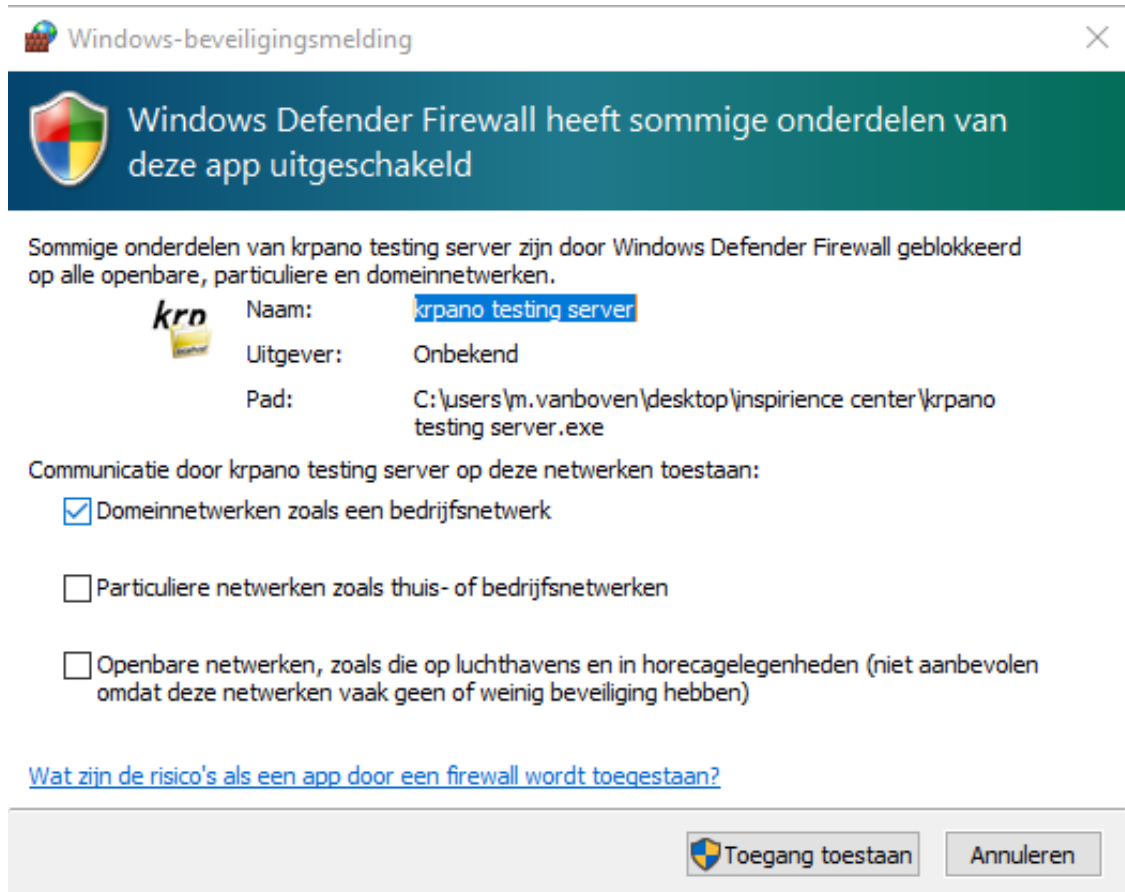 Windows-beveiligingsmelding
Windows Defender Firewall heeft sommige onderdelen van
deze app uitgeschakeld
Sommige onderdelen van krpano testing server zijn door Windows Defender Firewall geblokkeerd
op alle openbare, particuliere en domeinnetwerken.
krp
Naam: krpano testing server
Uitgever: Onbekend
Pad: C:\users\m.vanboven\desktop\inspirience center\krpano
testing server.exe
Communicatie door krpano testing server op deze netwerken toestaan:
Domeinnetwerken zoals een bedrijfsnetwerk
Particuliere netwerken zoals thuis- of bedrijfsnetwerken
Openbare netwerken, zoals die op luchthavens en in horecagelegenheden (niet aanbevolen
omdat deze netwerken vaak geen of weinig beveiliging hebben)
Wat zijn de risico's als een app door een firewall wordt toegestaan?
Toegang toestaan
Annuleren